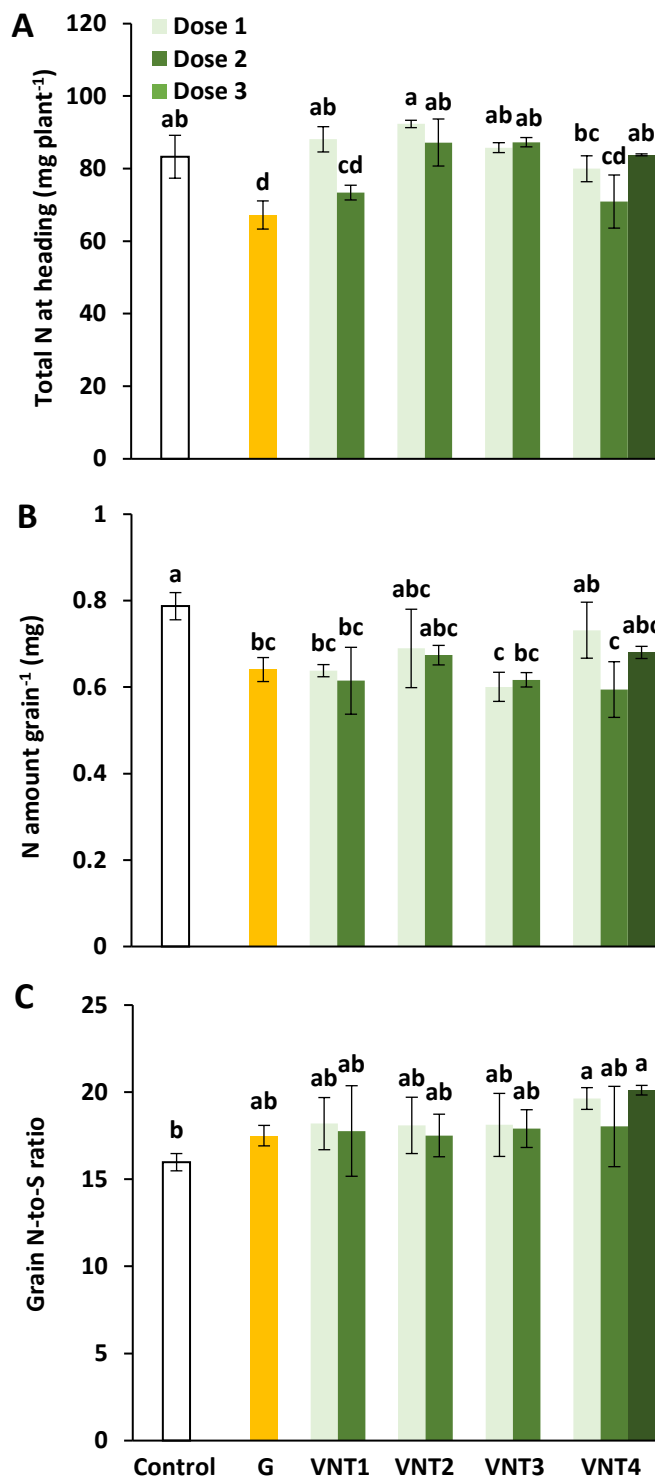 A
Total N at heading (mg plant⁻¹)
120
100
80
60
40
20
0
Dose 1
Dose 2
Dose 3
ab
d
ab
cd
a
ab
ab
ab
bc
cd
ab
B
N amount grain⁻¹ (mg)
1
0.8
0.6
0.4
0.2
0
a
bc
bc
bc
abc
abc
c
bc
ab
c
abc
C
Grain N-to-S ratio
25
20
15
10
5
0
b
ab
ab
ab
ab
ab
ab
ab
a
ab
a
Control G VNT1 VNT2 VNT3 VNT4